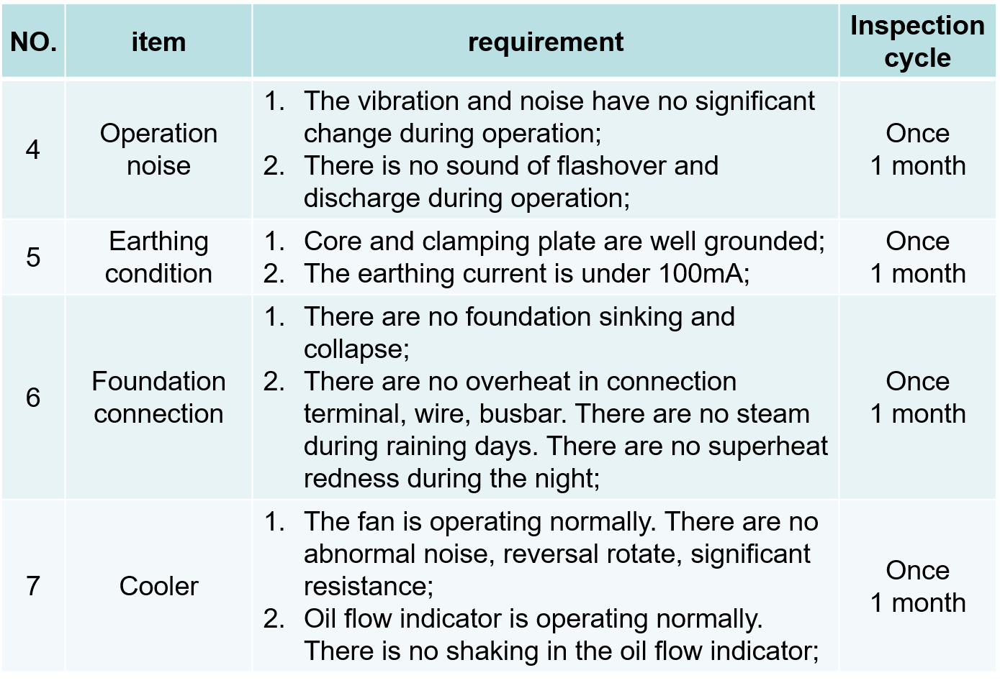 NO.
item
requirement
Inspection
cycle
4
Operation
noise
1. The vibration and noise have no significant
change during operation;
2. There is no sound of flashover and
discharge during operation;
Once
1 month
5
Earthing
condition
1. Core and clamping plate are well grounded;
2. The earthing current is under 100mA;
Once
1 month
6
Foundation
connection
1. There are no foundation sinking and
collapse;
2. There are no overheat in connection
terminal, wire, busbar. There are no steam
during raining days. There are no superheat
redness during the night;
Once
1 month
7
Cooler
1. The fan is operating normally. There are no
abnormal noise, reversal rotate, significant
resistance;
2. Oil flow indicator is operating normally.
There is no shaking in the oil flow indicator;
Once
1 month